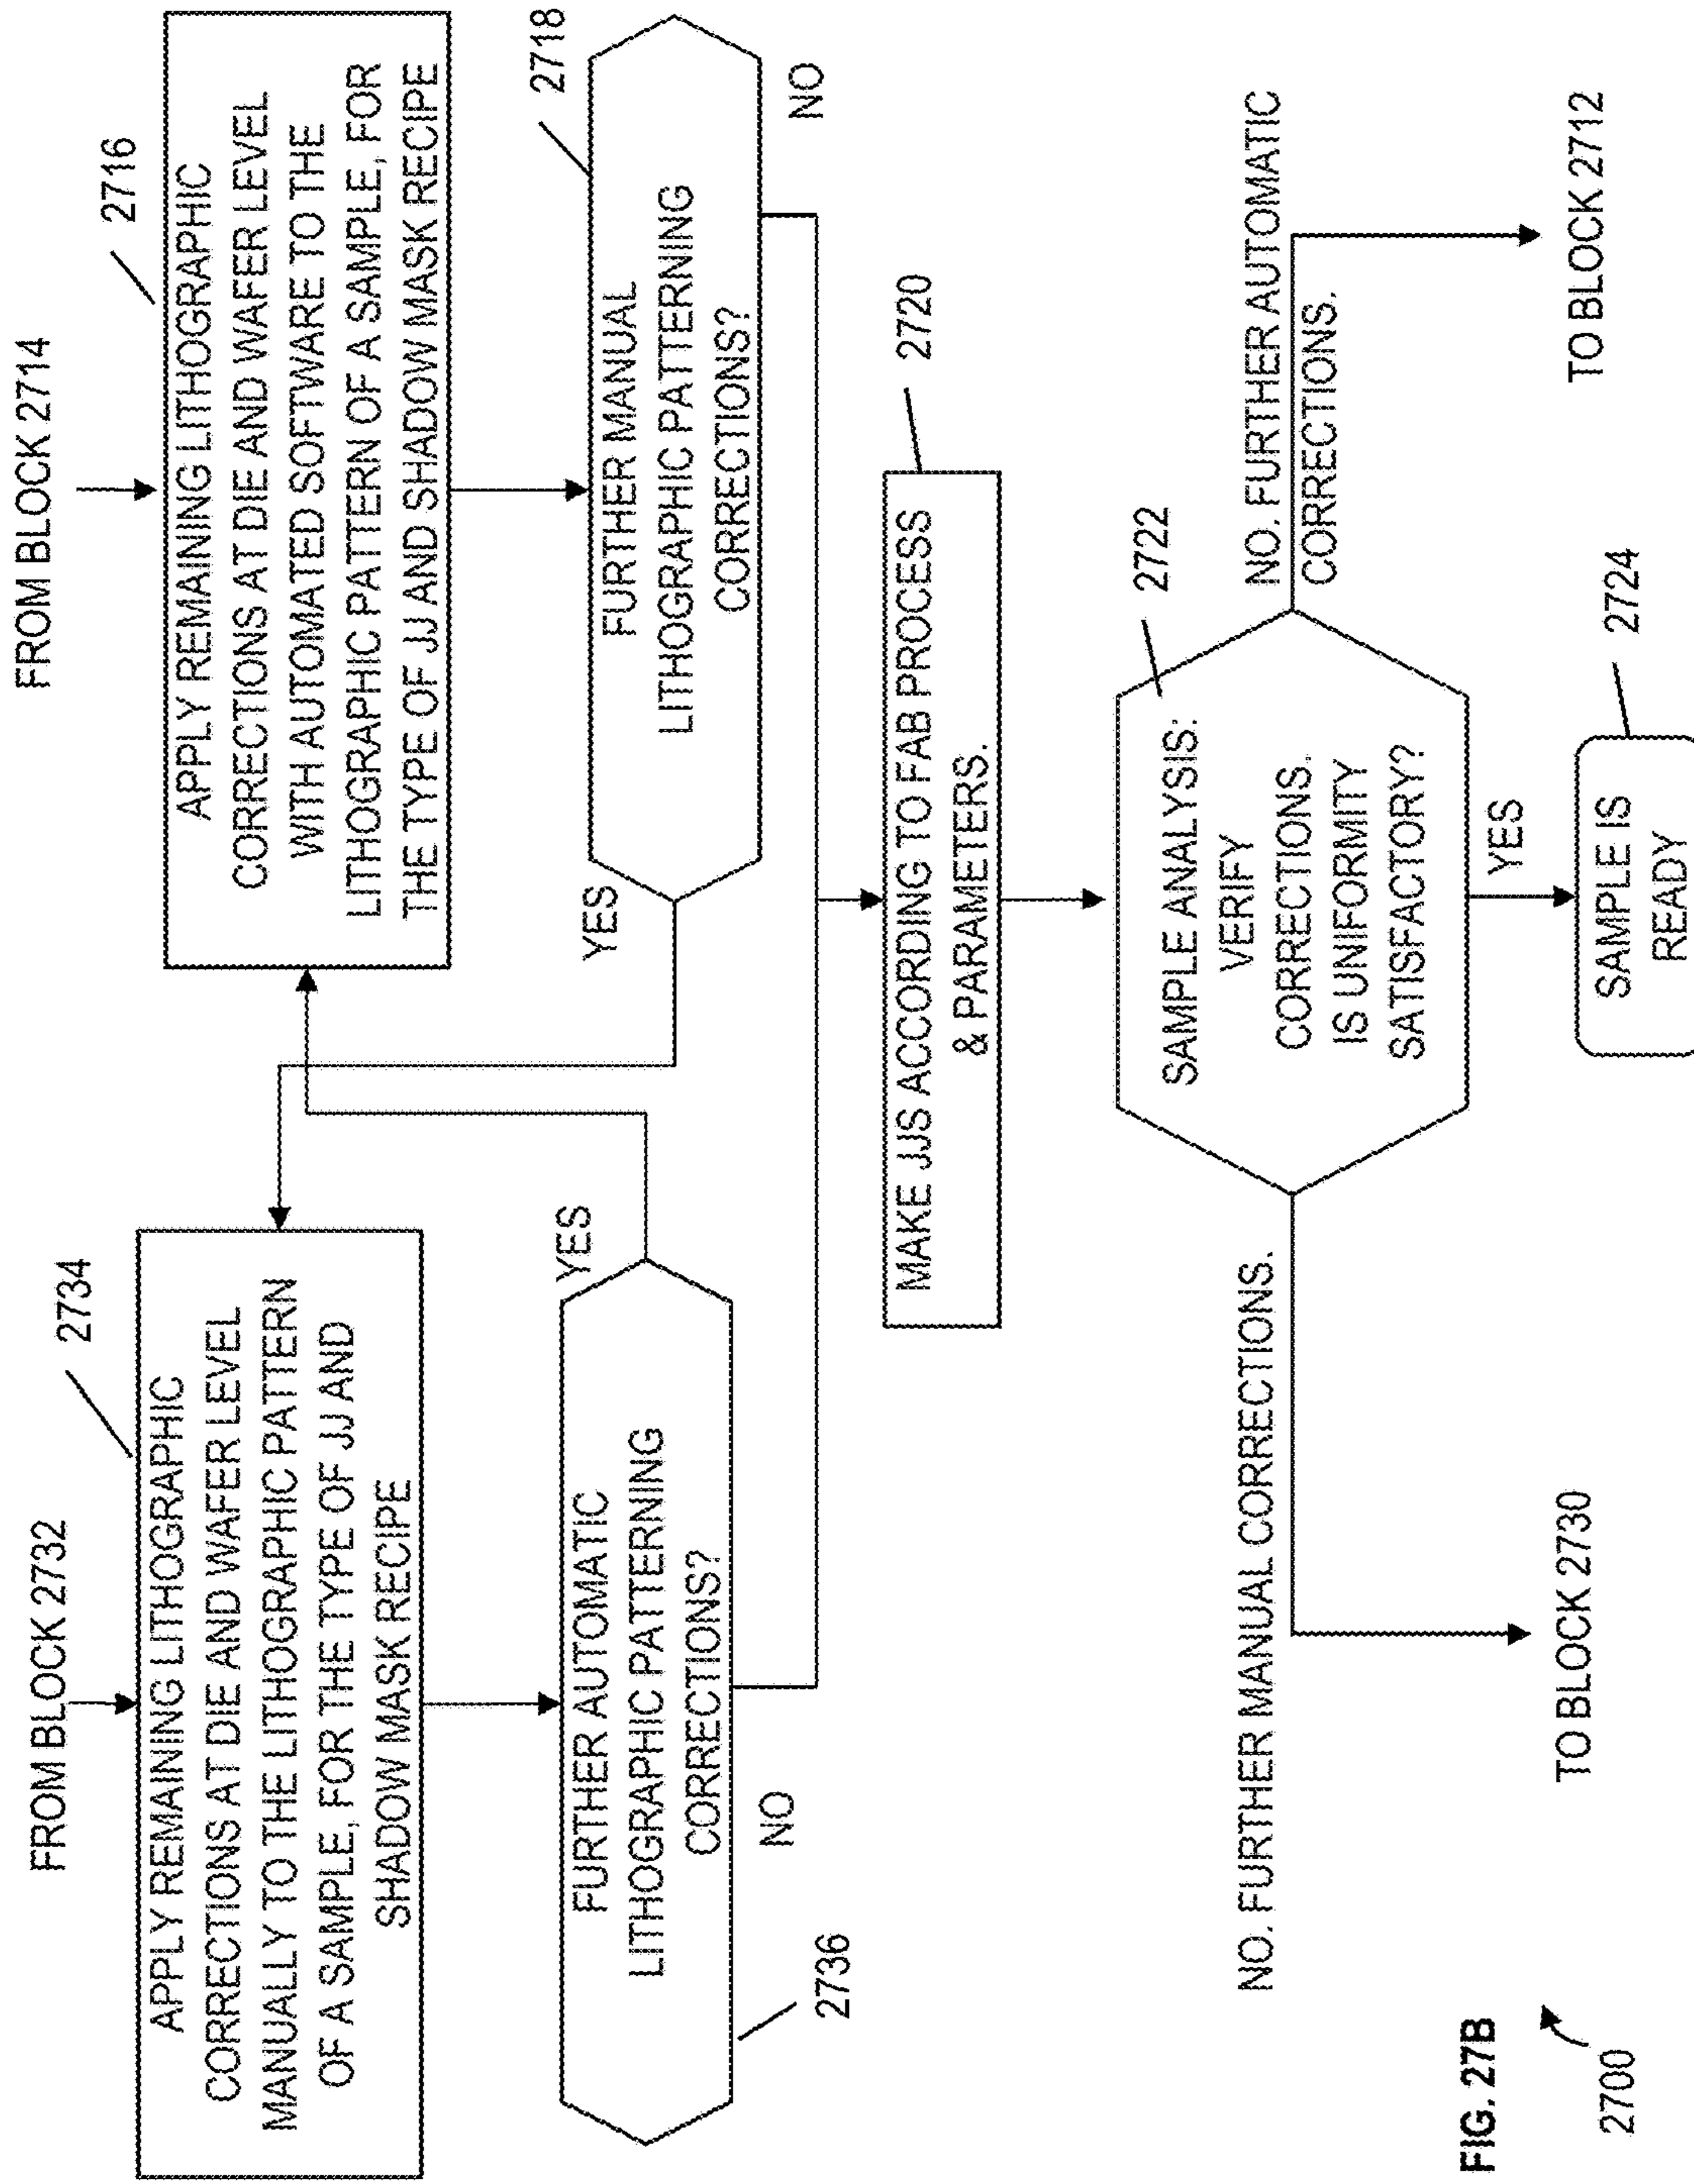 FROM BLOCK 2732
2734
APPLY REMAINING LITHOGRAPHIC
CORRECTIONS AT DIE AND WAFER LEVEL
MANUALLY TO THE LITHOGRAPHIC PATTERN
OF A SAMPLE, FOR THE TYPE OF JJ AND
SHADOW MASK RECIPE
FROM BLOCK 2714
2716
APPLY REMAINING LITHOGRAPHIC
CORRECTIONS AT DIE AND WAFER LEVEL
WITH AUTOMATED SOFTWARE TO THE
LITHOGRAPHIC PATTERN OF A SAMPLE, FOR
THE TYPE OF JJ AND SHADOW MASK RECIPE
FURTHER AUTOMATIC
LITHOGRAPHIC PATTERNING
CORRECTIONS?
YES
NO
2736
2718
FURTHER MANUAL
LITHOGRAPHIC PATTERNING
CORRECTIONS?
YES
NO
2720
MAKE JJS ACCORDING TO FAB PROCESS
& PARAMETERS.
2722
SAMPLE ANALYSIS:
VERIFY
CORRECTIONS.
IS UNIFORMITY
SATISFACTORY?
NO. FURTHER MANUAL CORRECTIONS.
TO BLOCK 2730
NO. FURTHER AUTOMATIC
CORRECTIONS.
TO BLOCK 2712
YES
2724
SAMPLE IS
READY
FIG. 27B
2700